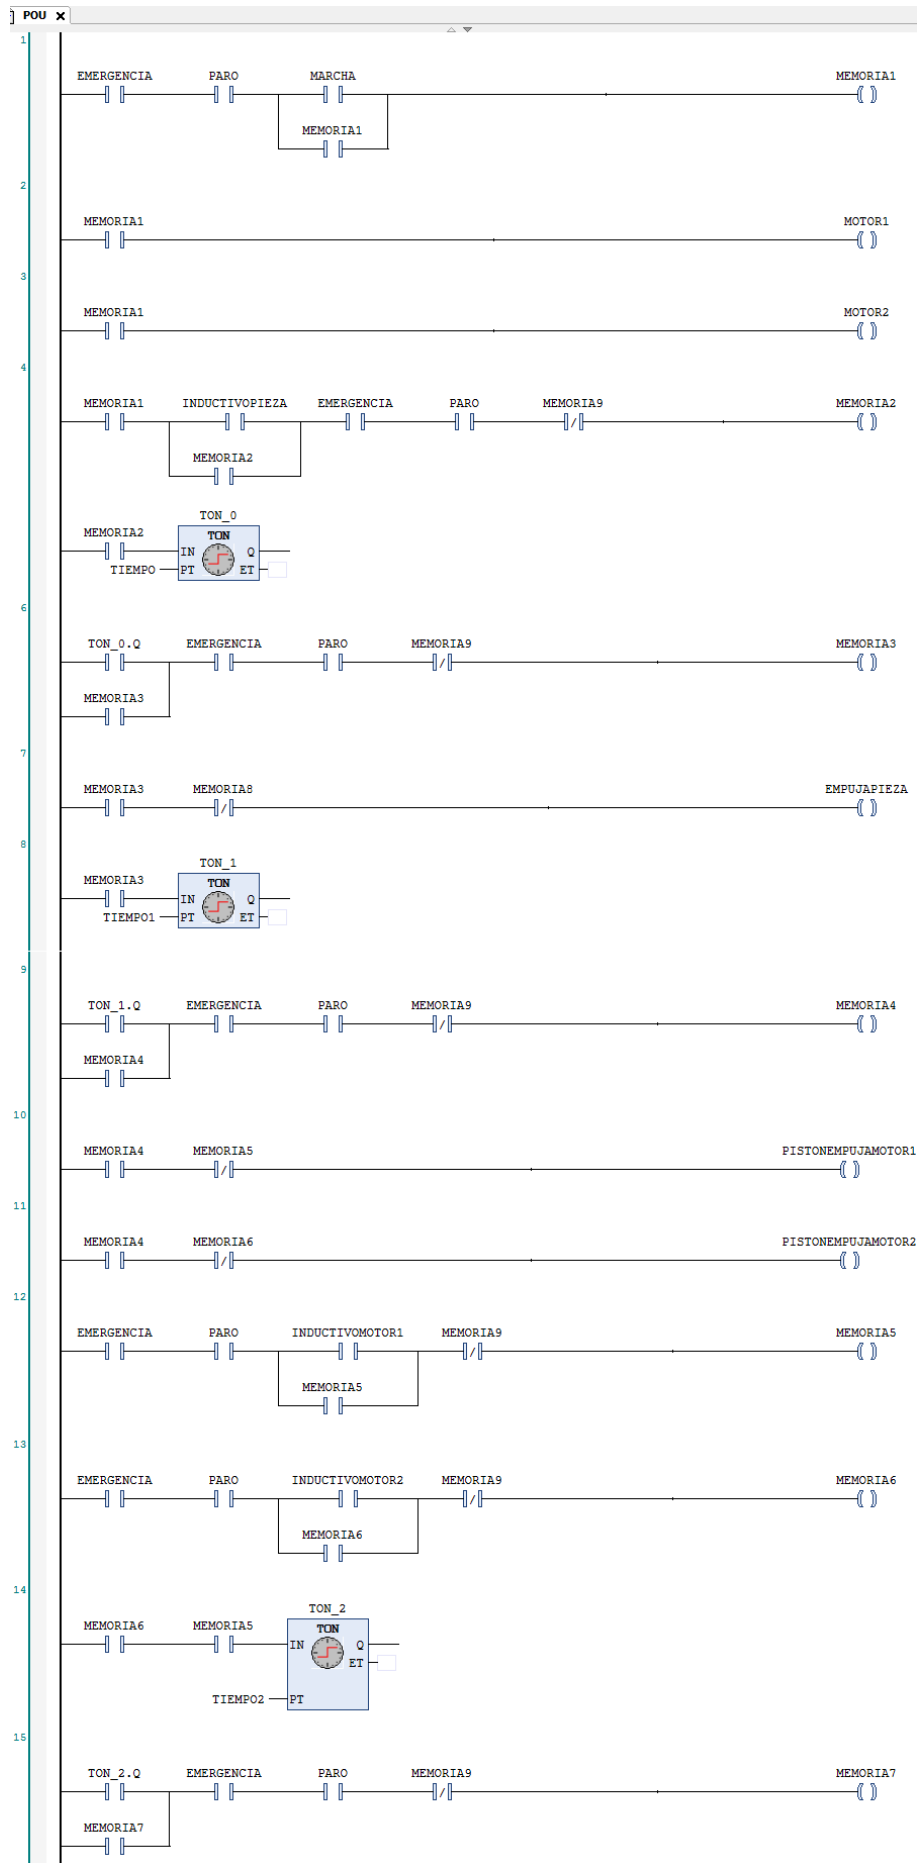 POU
1
EMERGENCIA PARO MARCHA MEMORIA1
MEMORIA1
2
MEMORIA1 MOTOR1
3
MEMORIA1 MOTOR2
4
MEMORIA1 INDUCTIVOPIEZA EMERGENCIA PARO MEMORIA9 MEMORIA2
MEMORIA2
TON_0
MEMORIA2 TON
IN Q
TIEMPO PT ET
6
TON_0.Q EMERGENCIA PARO MEMORIA9 MEMORIA3
MEMORIA3
7
MEMORIA3 MEMORIA8 EMPUJAPIEZA
8
TON_1
MEMORIA3 TON
IN Q
TIEMPO1 PT ET
9
TON_1.Q EMERGENCIA PARO MEMORIA9 MEMORIA4
MEMORIA4
10
MEMORIA4 MEMORIA5 PISTONEMPUJAMOTOR1
11
MEMORIA4 MEMORIA6 PISTONEMPUJAMOTOR2
12
EMERGENCIA PARO INDUCTIVOMOTOR1 MEMORIA9 MEMORIA5
MEMORIA5
13
EMERGENCIA PARO INDUCTIVOMOTOR2 MEMORIA9 MEMORIA6
MEMORIA6
14
TON_2
MEMORIA6 MEMORIA5 TON
IN Q
ET
TIEMPO2 PT
15
TON_2.Q EMERGENCIA PARO MEMORIA9 MEMORIA7
MEMORIA7